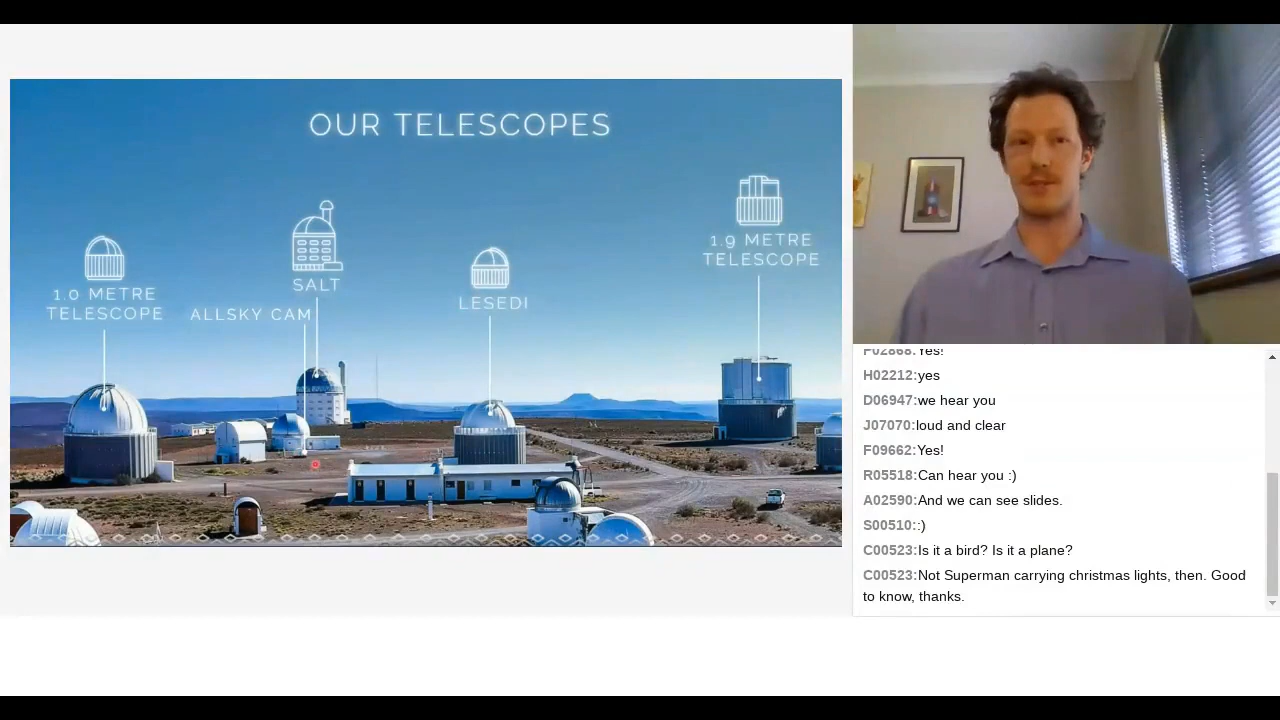 OUR TELESCOPES
1.9 METRE
TELESCOPE
SALT
1.0 METRE
TELESCOPE
LESEDI
ALLSKY CAM
F02868: Yes!
H02212:yes
D06947:we hear you
J07070:loud and clear
F09662:Yes!
R05518:Can hear you :)
A02590:And we can see slides.
S00510::)
C00523:Is it a bird? Is it a plane?
C00523:Not Superman carrying christmas lights, then. Good
to know, thanks.